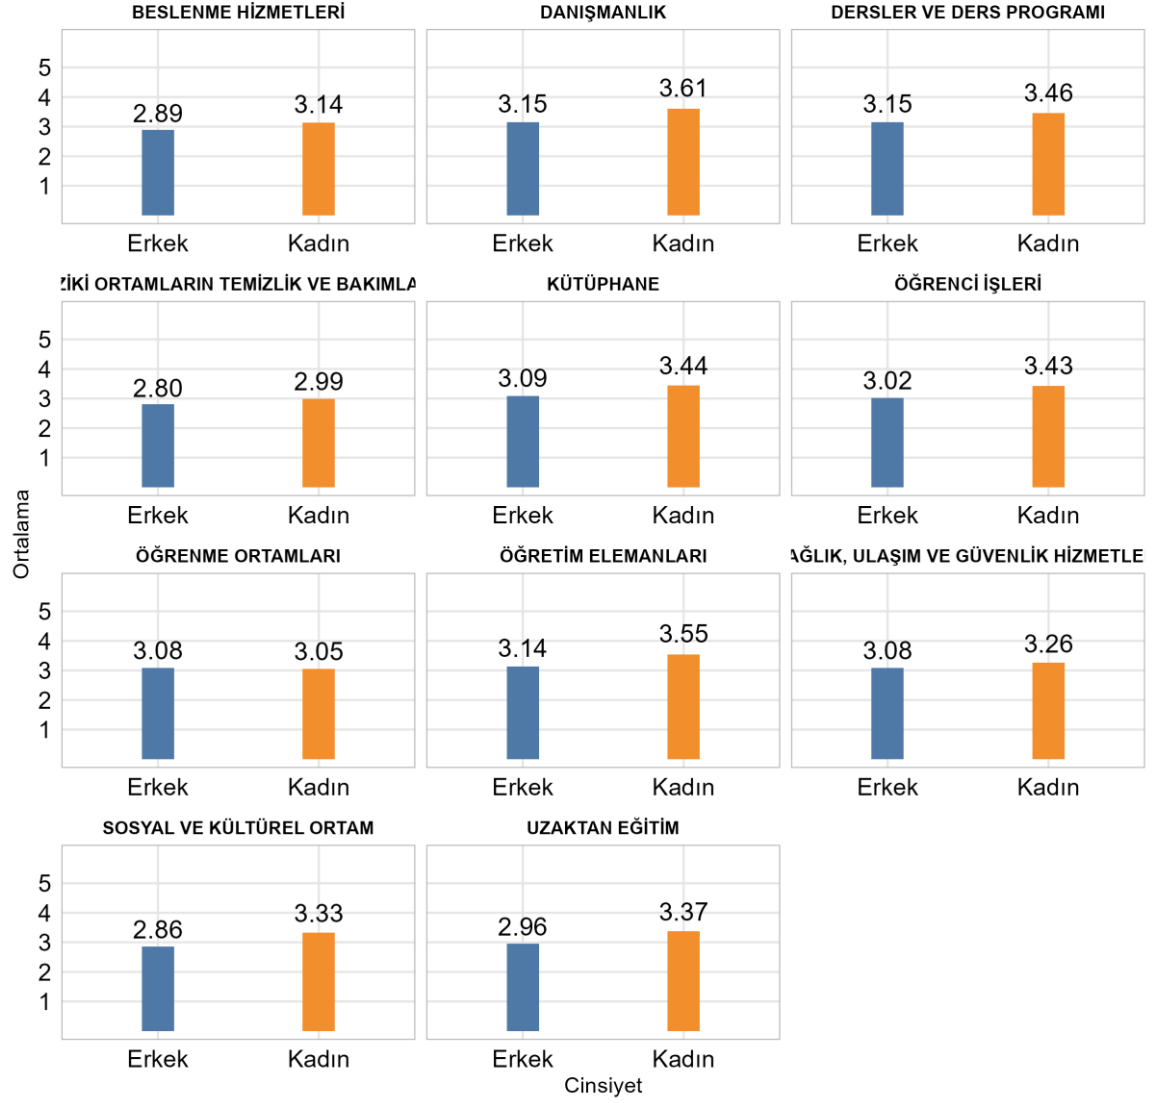 BESLENME HİZMETLERİ
5
4
3
2
1
2.89
3.14
Erkek
Kadın
DANIŞMANLIK
3.15
3.61
Erkek
Kadın
DERSLER VE DERS PROGRAMI
3.15
3.46
Erkek
Kadın
ZİKİ ORTAMLARIN TEMİZLİK VE BAKIMLA
5
4
3
2
1
2.80
2.99
Erkek
Kadın
KÜTÜPHANE
3.09
3.44
Erkek
Kadın
ÖĞRENCİ İŞLERİ
3.02
3.43
Erkek
Kadın
Ortalama
ÖĞRENME ORTAMLARI
5
4
3
2
1
3.08
3.05
Erkek
Kadın
ÖĞRETİM ELEMANLARI
3.14
3.55
Erkek
Kadın
AĞLIK, ULAŞIM VE GÜVENLİK HİZMETLE
3.08
3.26
Erkek
Kadın
SOSYAL VE KÜLTÜREL ORTAM
5
4
3
2
1
2.86
3.33
Erkek
Kadın
UZAKTAN EĞİTİM
2.96
3.37
Erkek
Kadın
Cinsiyet